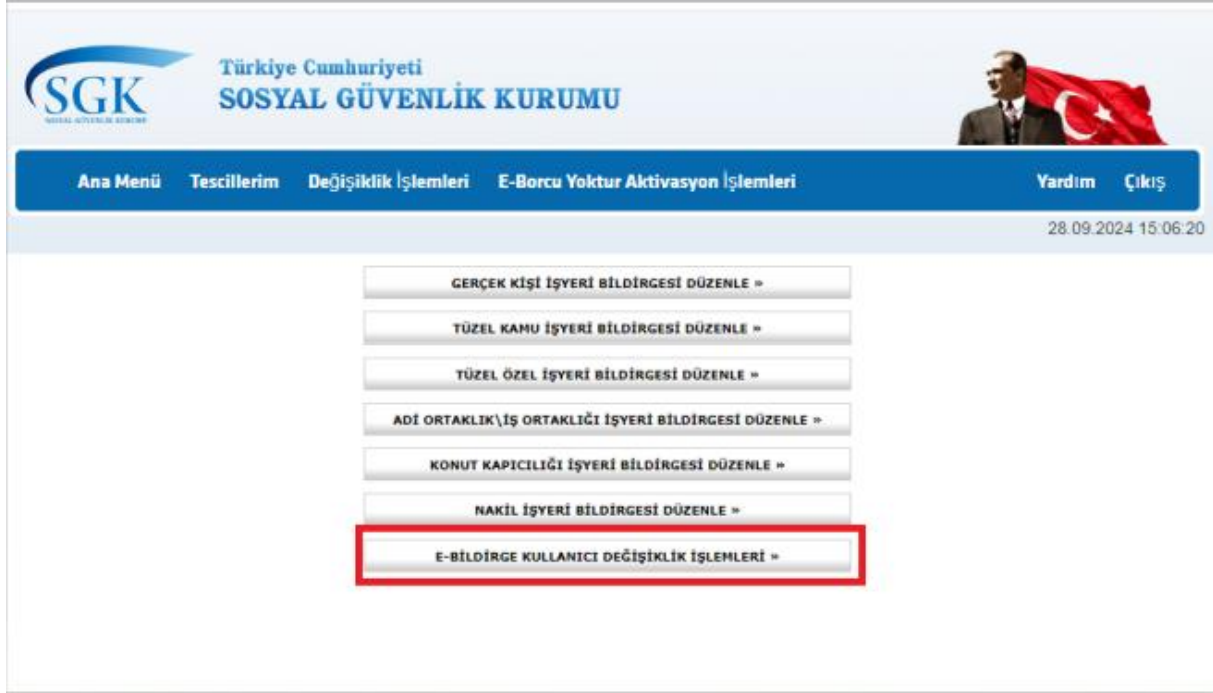 SGK
SOSYAL GÜVENLİK KURUMU
Türkiye Cumhuriyeti
SOSYAL GÜVENLİK KURUMU
Ana Menü Tescillerim Değişiklik İşlemleri E-Borcu Yoktur Aktivasyon İşlemleri Yardım Çıkış
28.09.2024 15:06:20
GERÇEK KİŞİ İŞYERİ BİLDİRGESİ DÜZENLE »
TÜZEL KAMU İŞYERİ BİLDİRGESİ DÜZENLE »
TÜZEL ÖZEL İŞYERİ BİLDİRGESİ DÜZENLE »
ADİ ORTAKLIK\İŞ ORTAKLIĞI İŞYERİ BİLDİRGESİ DÜZENLE »
KONUT KAPICILIĞI İŞYERİ BİLDİRGESİ DÜZENLE »
NAKİL İŞYERİ BİLDİRGESİ DÜZENLE »
E-BİLDİRGE KULLANICI DEĞİŞİKLİK İŞLEMLERİ »